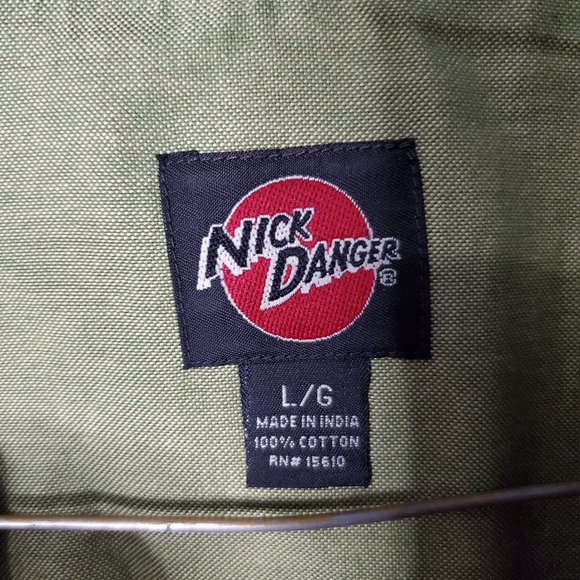 NICK
DANGER ®
L/G
MADE IN INDIA
100% COTTON
RN# 15610